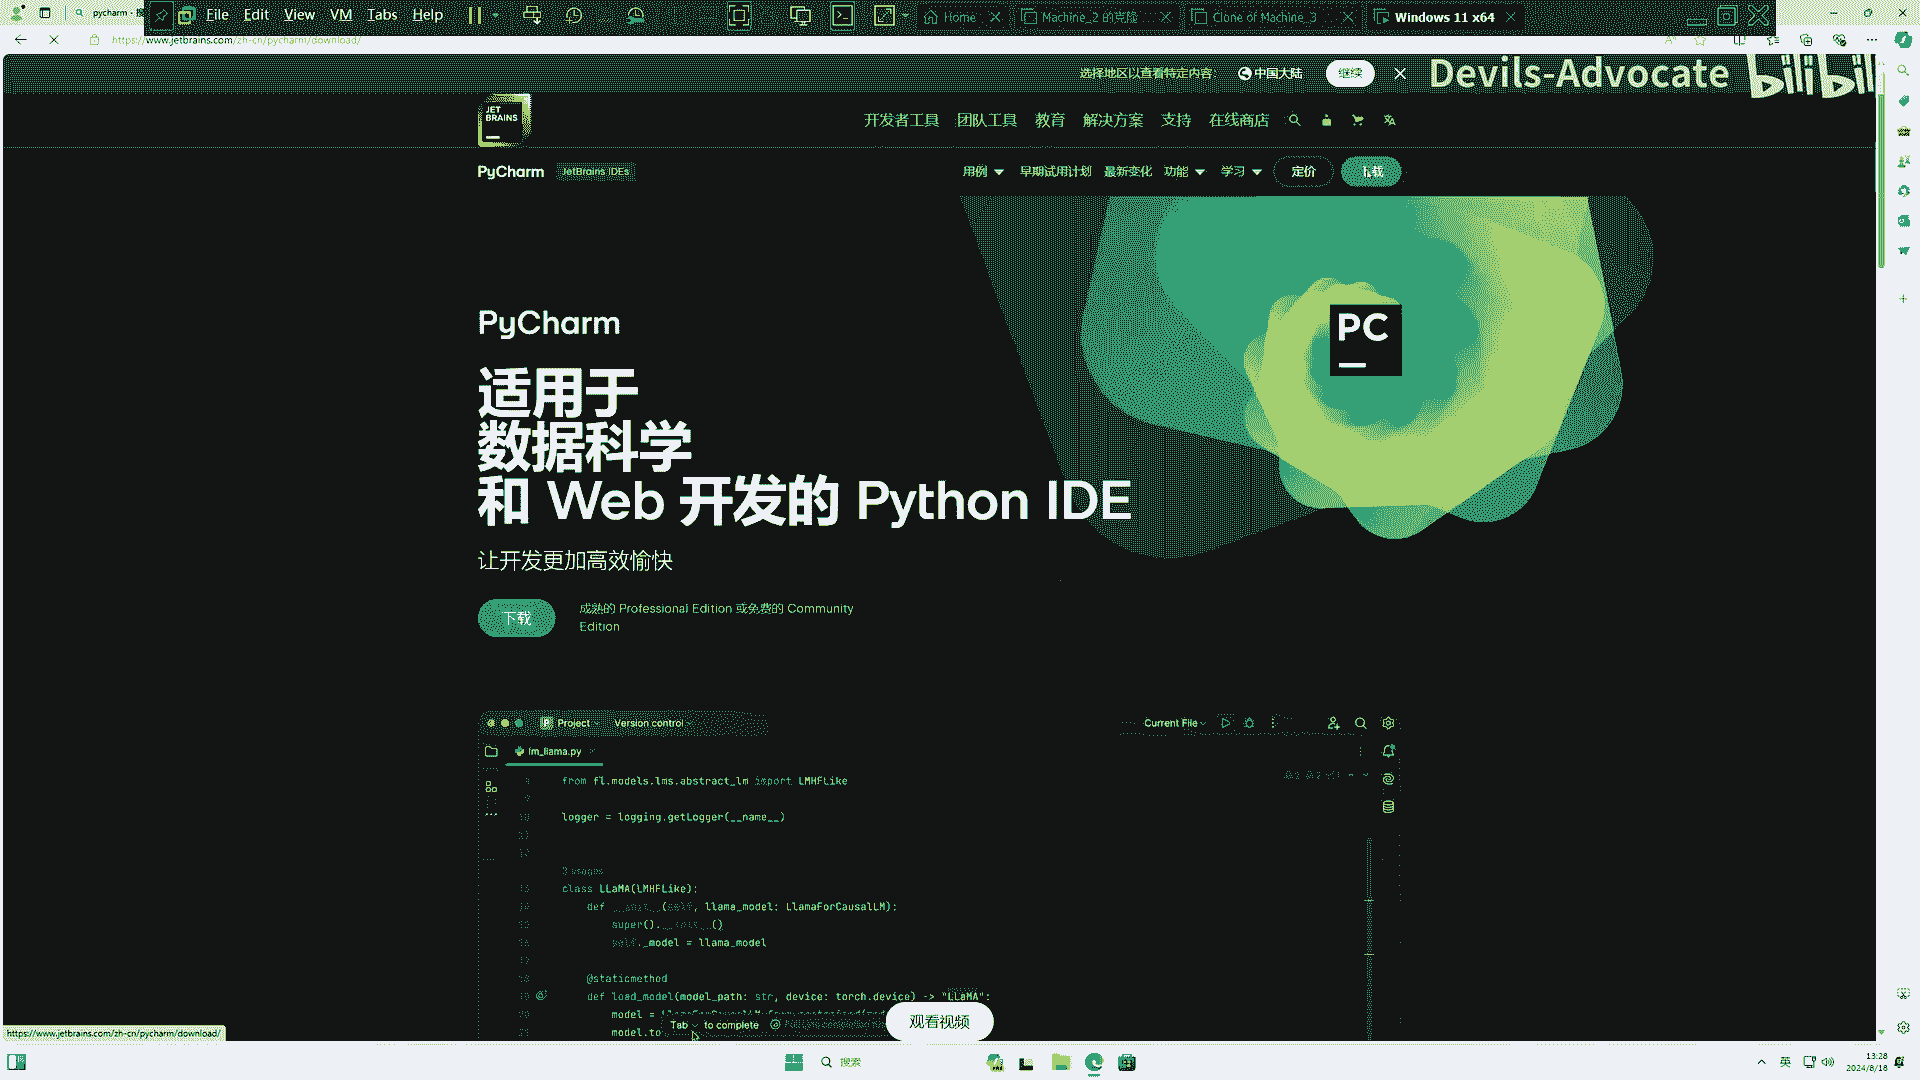 pycharm - 搜
File Edit View VM Tabs Help
Home
Machine_2 的克隆
Clone of Machine_3
Windows 11 x64
https://www.jetbrains.com/zh-cn/pycharm/download/
选择地区以查看特定内容:
中国大陆
继续
Devils-Advocate bilibili
JET
BRAINS
开发者工具 团队工具 教育 解决方案 支持 在线商店
PyCharm JetBrains IDEs
用例 早期试用计划 最新变化 功能 学习 定价 下载
PC
PyCharm
适用于
数据科学
和 Web 开发的 Python IDE
让开发更加高效愉快
下载
成熟的 Professional Edition 或免费的 Community
Edition
P Project Version control
Current File
lm_llama.py
from fl.models.lms.abstract_lm import LMHFLike
logger = logging.getLogger(__name__)
3 usages
class LLaMA(LMHFLike):
def __init__(self, llama_model: LlamaForCausalLM):
super().__init__()
self._model = llama_model
@staticmethod
def load_model(model_path: str, device: torch.device) -> "LLaMA":
model =
Tab to complete
model.to
观看视频
https://www.jetbrains.com/zh-cn/pycharm/download/
搜索
英
13:28
2024/8/18